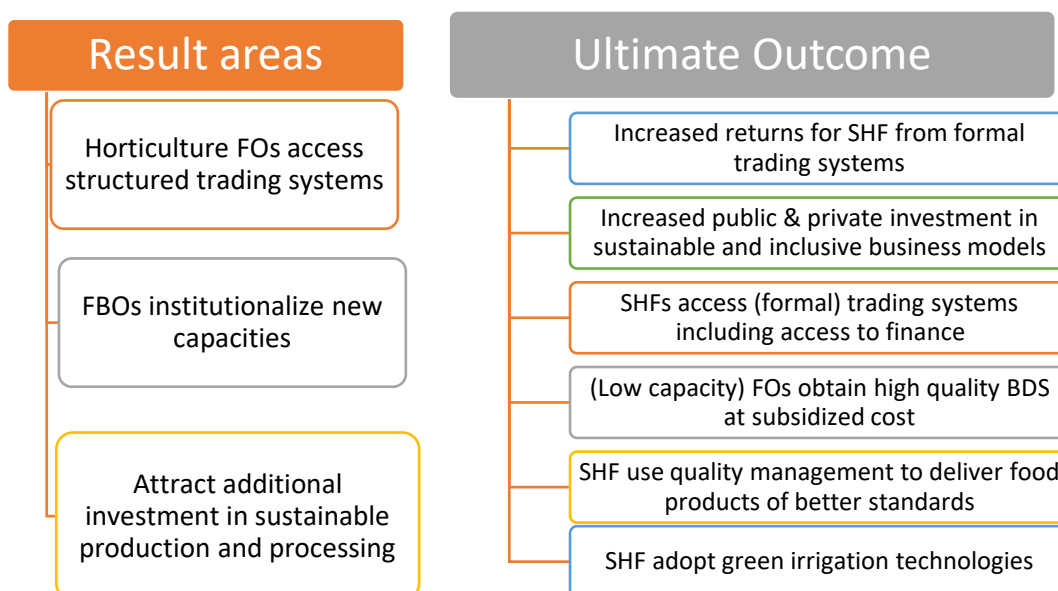 Result areas
Horticulture FOs access
structured trading systems
FBOs institutionalize new
capacities
Attract additional
investment in sustainable
production and processing
Ultimate Outcome
Increased returns for SHF from formal
trading systems
Increased public & private investment in
sustainable and inclusive business models
SHFs access (formal) trading systems
including access to finance
(Low capacity) FOs obtain high quality BDS
at subsidized cost
SHF use quality management to deliver food
products of better standards
SHF adopt green irrigation technologies